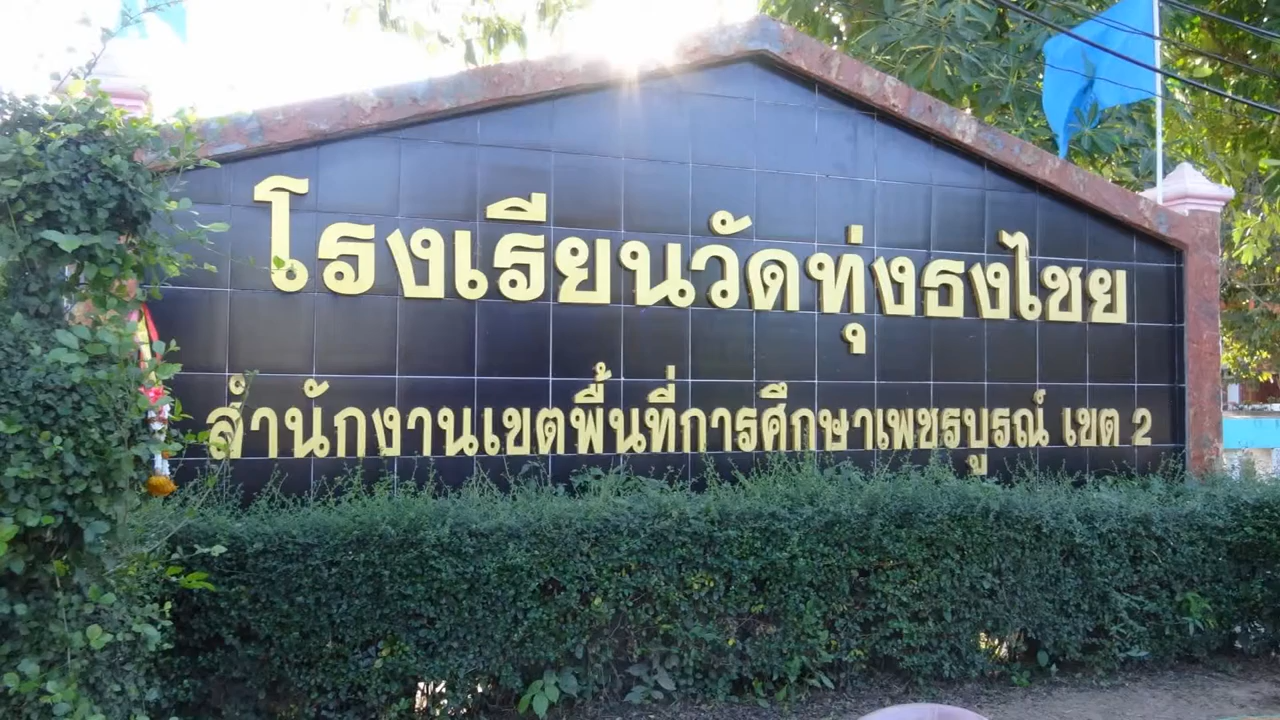 โรงเรียนวัดทุ่งธงไชย
สำนักงานเขตพื้นที่การศึกษาเพชรบูรณ์ เขต 2